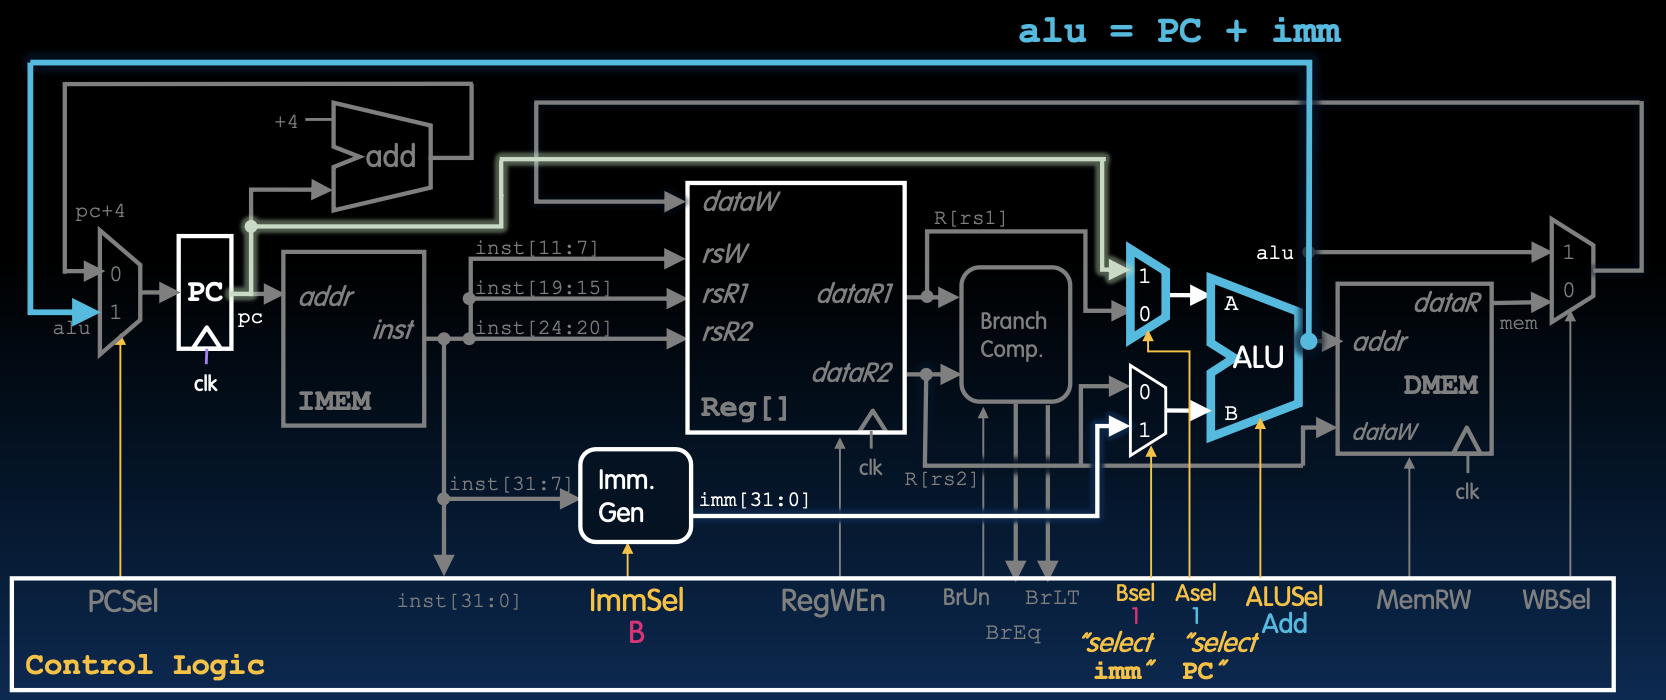 alu = PC + imm
+4
add
pc+4
0
1
alu
PC
pc
clk
addr
inst
IMEM
inst[11:7]
inst[19:15]
inst[24:20]
inst[31:7]
dataW
rsW
rsR1
rsR2
dataR1
dataR2
Reg[]
clk
Imm.
Gen
imm[31:0]
R[rs1]
R[rs2]
Branch
Comp.
1
0
0
1
A
ALU
B
alu
addr
dataR
DMEM
dataW
clk
mem
1
0
PCSel
inst[31:0]
ImmSel
B
RegWEn
BrUn
BrEq
BrLT
Bsel
1
"select
imm"
Asel
1
"select
PC"
ALUSel
Add
MemRW
WBSel
Control Logic